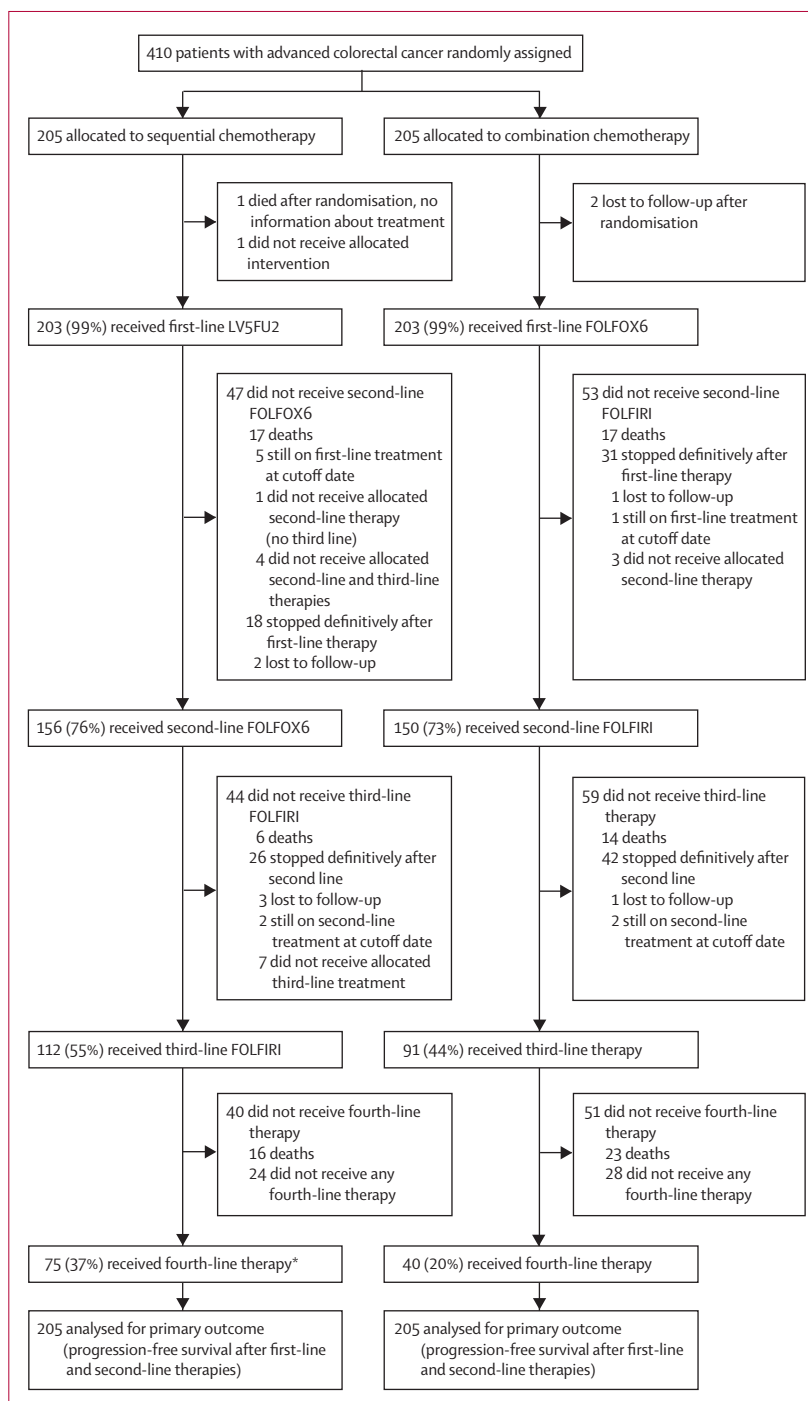 410 patients with advanced colorectal cancer randomly assigned
205 allocated to sequential chemotherapy
205 allocated to combination chemotherapy
1 died after randomisation, no
information about treatment
1 did not receive allocated
intervention
2 lost to follow-up after
randomisation
203 (99%) received first-line LV5FU2
203 (99%) received first-line FOLFOX6
47 did not receive second-line
FOLFOX6
17 deaths
5 still on first-line treatment
at cutoff date
1 did not receive allocated
second-line therapy
(no third line)
4 did not receive allocated
second-line and third-line
therapies
18 stopped definitively after
first-line therapy
2 lost to follow-up
53 did not receive second-line
FOLFIRI
17 deaths
31 stopped definitively after
first-line therapy
1 lost to follow-up
1 still on first-line treatment
at cutoff date
3 did not receive allocated
second-line therapy
156 (76%) received second-line FOLFOX6
150 (73%) received second-line FOLFIRI
44 did not receive third-line
FOLFIRI
6 deaths
26 stopped definitively after
second line
3 lost to follow-up
2 still on second-line
treatment at cutoff date
7 did not receive allocated
third-line treatment
59 did not receive third-line
therapy
14 deaths
42 stopped definitively after
second line
1 lost to follow-up
2 still on second-line
treatment at cutoff date
112 (55%) received third-line FOLFIRI
91 (44%) received third-line therapy
40 did not receive fourth-line
therapy
16 deaths
24 did not receive any
fourth-line therapy
51 did not receive fourth-line
therapy
23 deaths
28 did not receive any
fourth-line therapy
75 (37%) received fourth-line therapy*
40 (20%) received fourth-line therapy
205 analysed for primary outcome
(progression-free survival after first-line
and second-line therapies)
205 analysed for primary outcome
(progression-free survival after first-line
and second-line therapies)